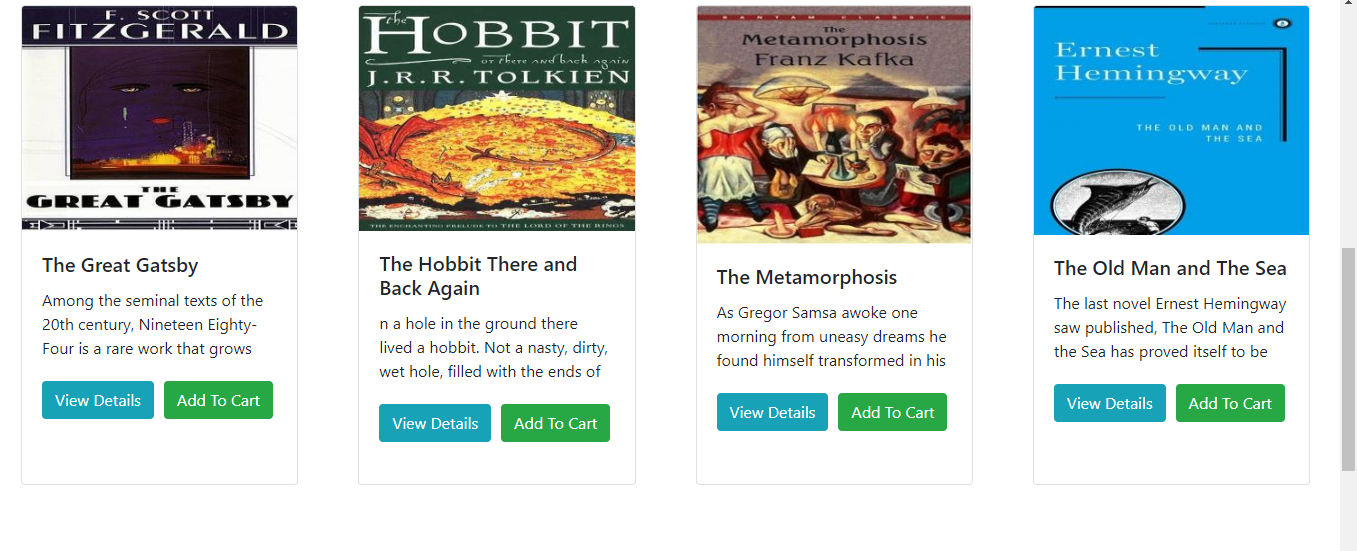 F. SCOTT
FITZGERALD
THE
GREAT GATSBY
The Great Gatsby
Among the seminal texts of the
20th century, Nineteen Eighty-
Four is a rare work that grows
View Details
Add To Cart
The
HOBBIT
or there and back again
J.R.R. TOLKIEN
THE ENCHANTING PRELUDE TO THE LORD OF THE RINGS
The Hobbit There and
Back Again
n a hole in the ground there
lived a hobbit. Not a nasty, dirty,
wet hole, filled with the ends of
View Details
Add To Cart
BANTAM CLASSIC
The
Metamorphosis
Franz Kafka
The Metamorphosis
As Gregor Samsa awoke one
morning from uneasy dreams he
found himself transformed in his
View Details
Add To Cart
Ernest
Hemingway
THE OLD MAN AND
THE SEA
The Old Man and The Sea
The last novel Ernest Hemingway
saw published, The Old Man and
the Sea has proved itself to be
View Details
Add To Cart